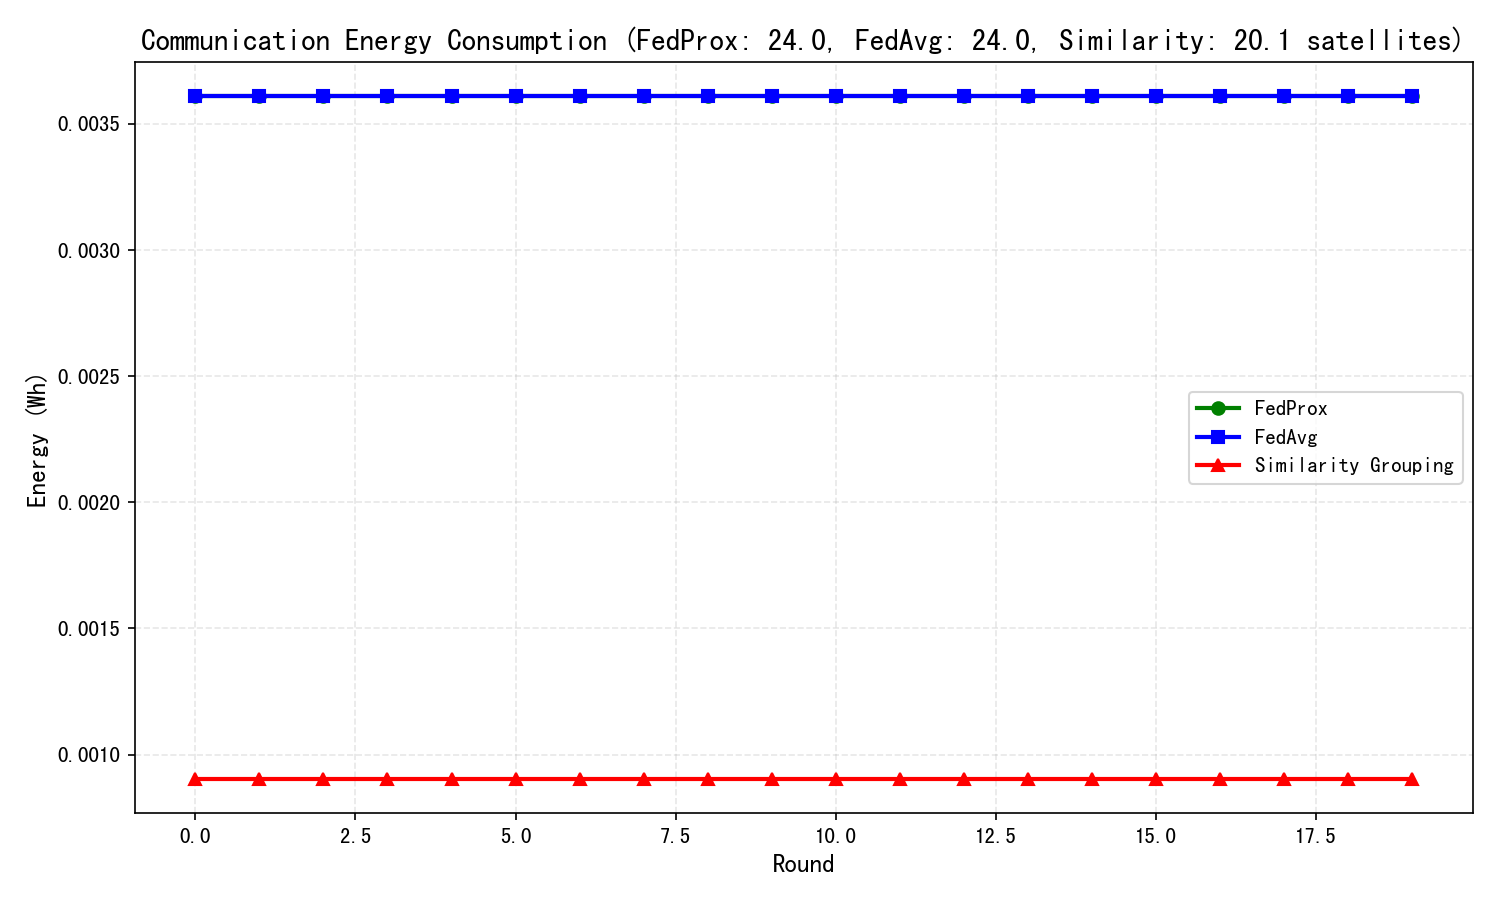 Communication Energy Consumption (FedProx: 24.0, FedAvg: 24.0, Similarity: 20.1 satellites)
Energy (Wh)
0.0035
0.0030
0.0025
0.0020
0.0015
0.0010
FedProx
FedAvg
Similarity Grouping
0.0 2.5 5.0 7.5 10.0 12.5 15.0 17.5
Round